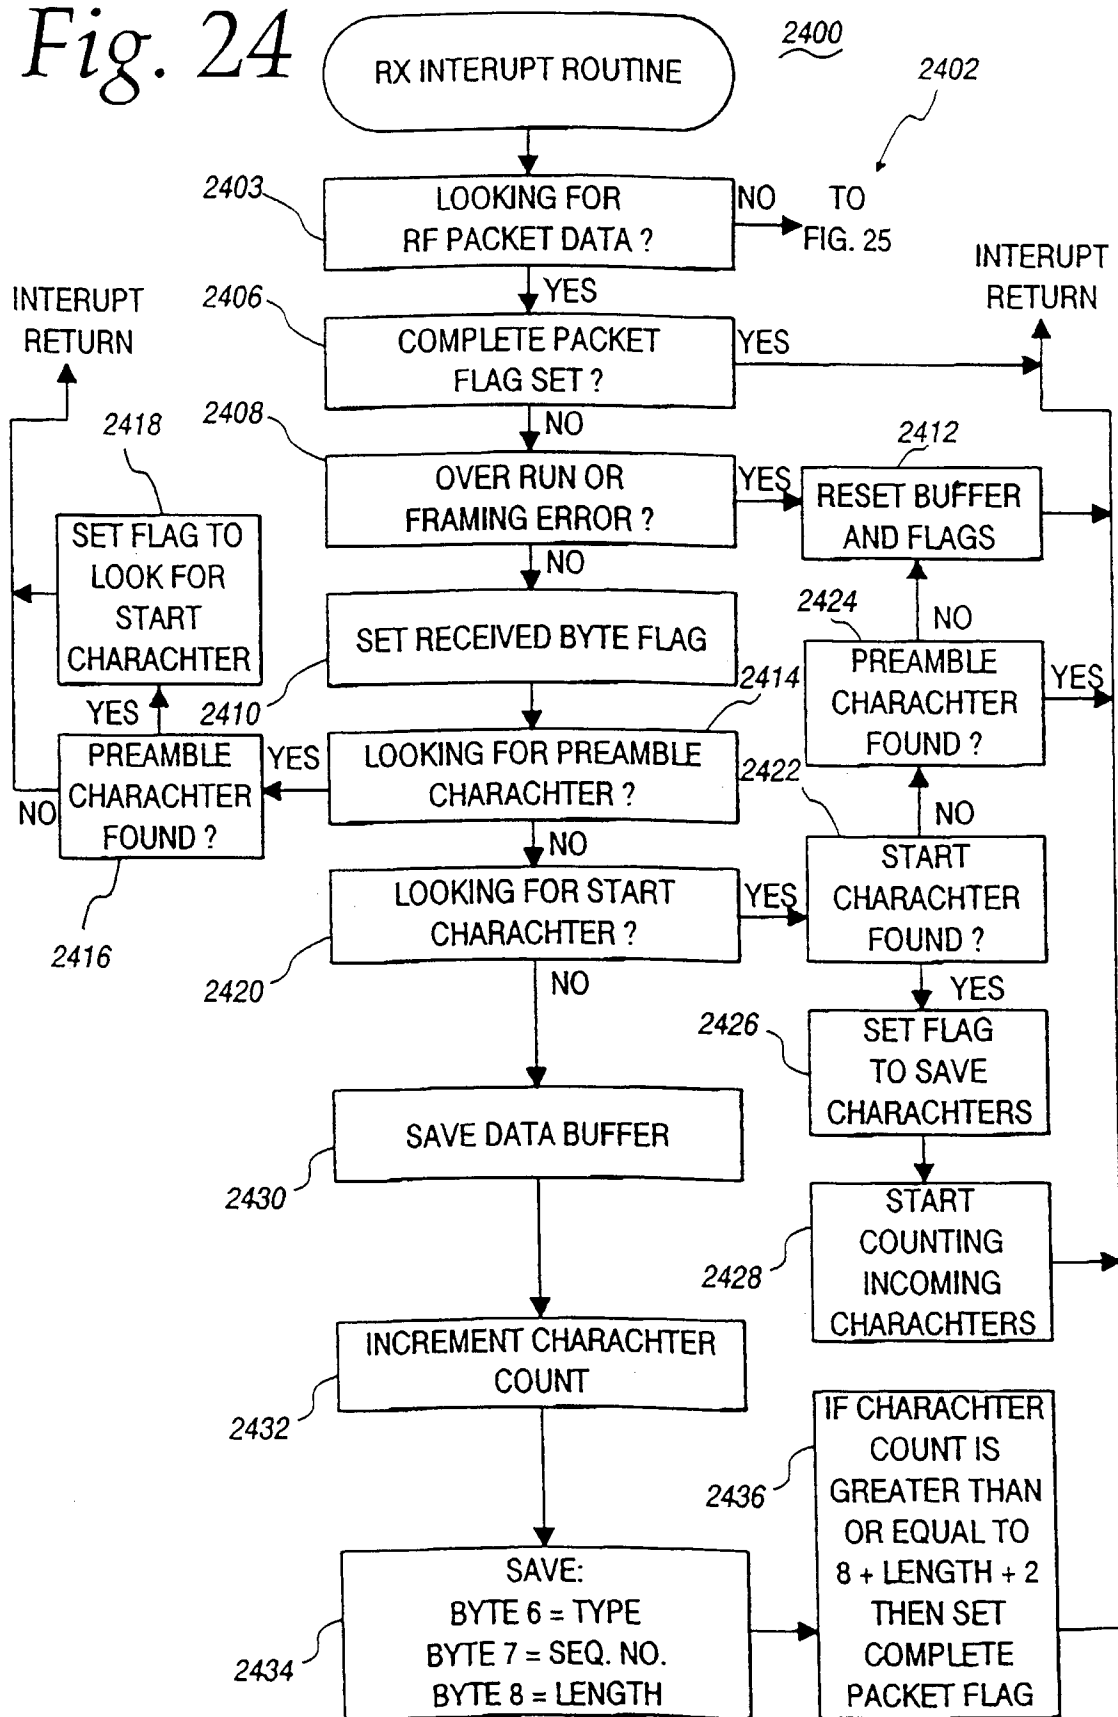 Fig. 24
2400
RX INTERUPT ROUTINE
2402
2403
LOOKING FOR
RF PACKET DATA ?
NO
TO
FIG. 25
YES
INTERUPT
RETURN
INTERUPT
RETURN
2406
COMPLETE PACKET
FLAG SET ?
YES
NO
2408
OVER RUN OR
FRAMING ERROR ?
YES
2412
RESET BUFFER
AND FLAGS
NO
2418
SET FLAG TO
LOOK FOR
START
CHARACHTER
YES
2410
SET RECEIVED BYTE FLAG
2424
NO
PREAMBLE
CHARACHTER
FOUND ?
YES
2414
LOOKING FOR PREAMBLE
CHARACHTER ?
YES
PREAMBLE
CHARACHTER
FOUND ?
NO
2416
NO
2422
NO
START
CHARACHTER
FOUND ?
LOOKING FOR START
CHARACHTER ?
YES
2420
NO
YES
2426
SET FLAG
TO SAVE
CHARACHTERS
SAVE DATA BUFFER
2430
START
COUNTING
INCOMING
CHARACHTERS
2428
INCREMENT CHARACHTER
COUNT
2432
IF CHARACHTER
COUNT IS
GREATER THAN
OR EQUAL TO
8 + LENGTH + 2
THEN SET
COMPLETE
PACKET FLAG
2436
SAVE:
BYTE 6 = TYPE
BYTE 7 = SEQ. NO.
BYTE 8 = LENGTH
2434